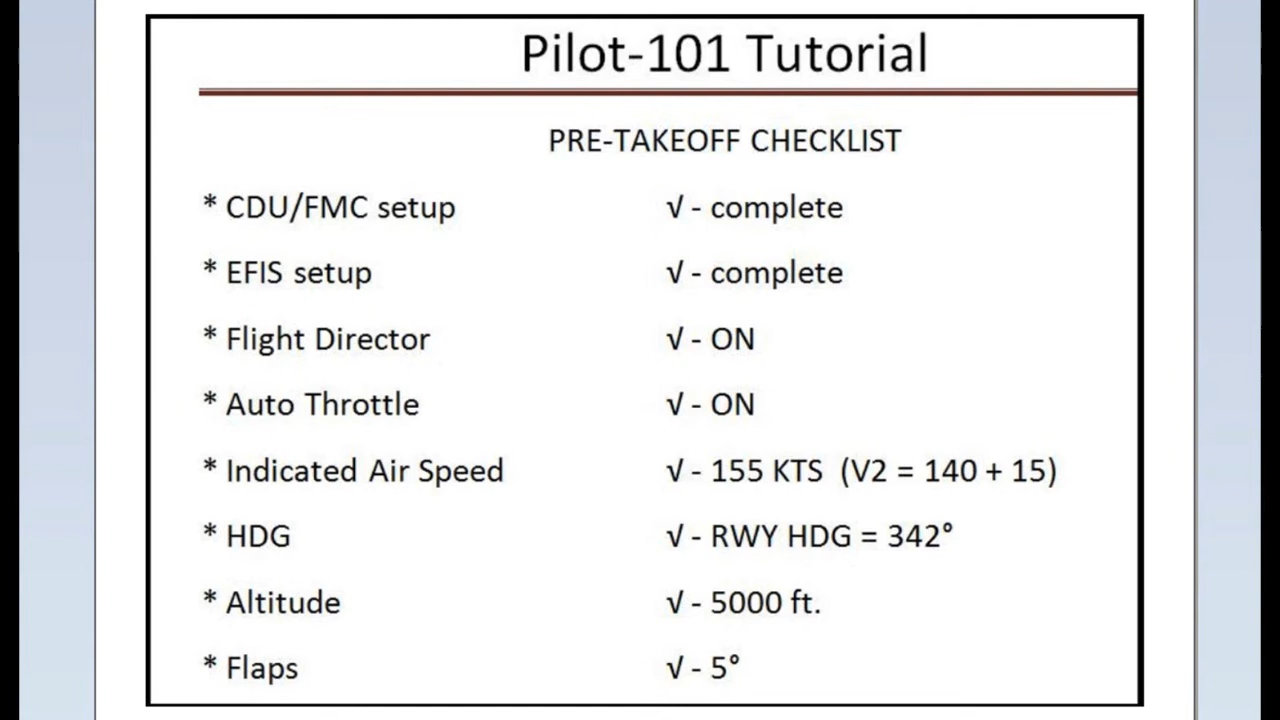 Pilot-101 Tutorial
PRE-TAKEOFF CHECKLIST
* CDU/FMC setup √ - complete
* EFIS setup √ - complete
* Flight Director √ - ON
* Auto Throttle √ - ON
* Indicated Air Speed √ - 155 KTS (V2 = 140 + 15)
* HDG √ - RWY HDG = 342°
* Altitude √ - 5000 ft.
* Flaps √ - 5°